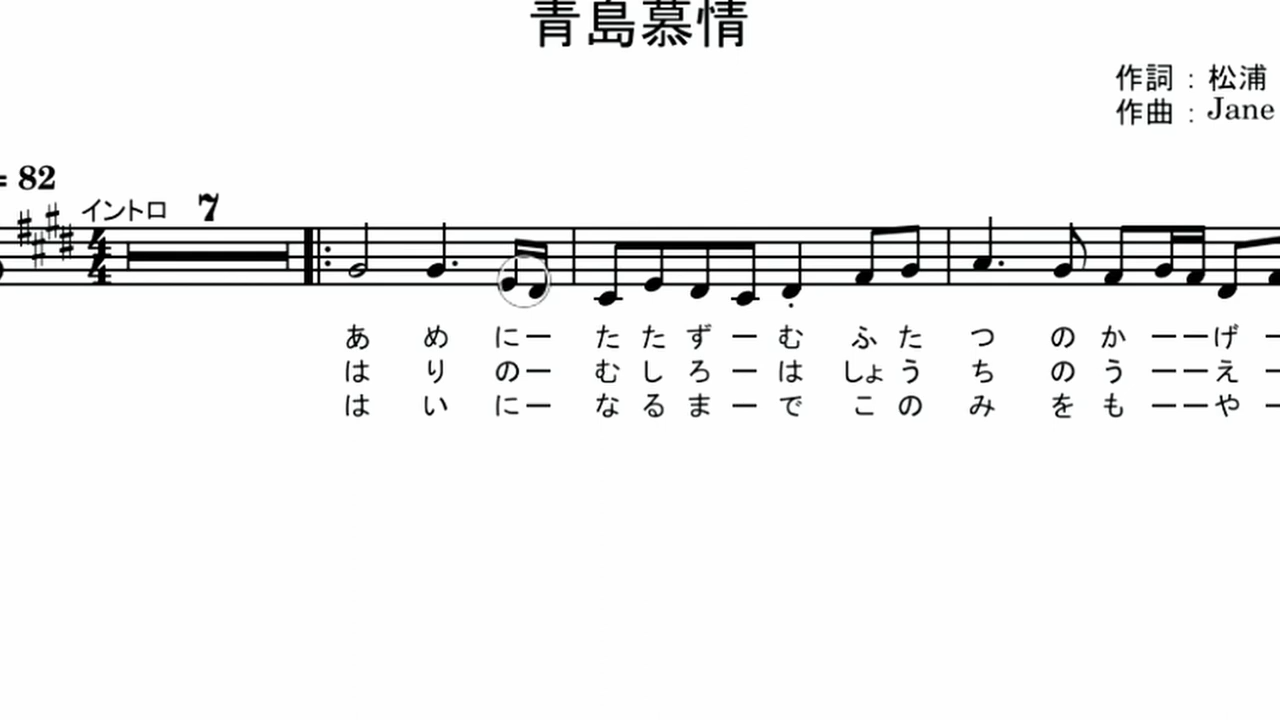 青島慕情
作詞：松浦
作曲：Jane
= 82
イントロ 7
4
4
あ め に ー た た ず ー む ふ た つ の か ー ー げ ー
は り の ー む し ろ ー は しょ う ち の う ー ー え ー
は い に ー な る ま ー で こ の み を も ー ー や ー